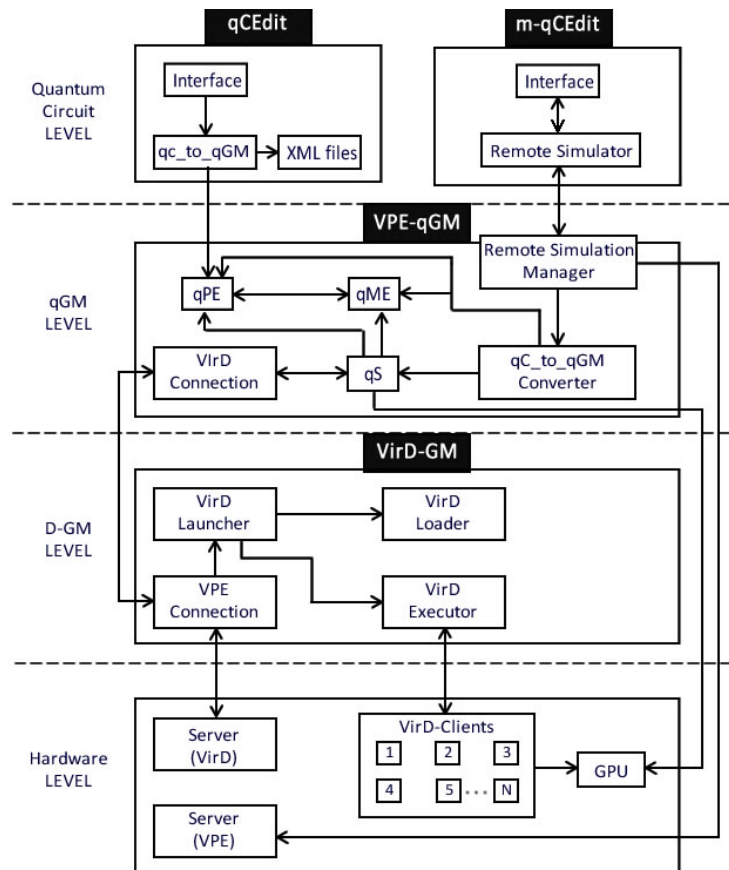 qCEdit
m-qCEdit
Quantum
Circuit
LEVEL
Interface
qc_to_qGM
XML files
Interface
Remote Simulator
VPE-qGM
qGM
LEVEL
qPE
qME
Remote Simulation
Manager
VIrD
Connection
qS
qC_to_qGM
Converter
VirD-GM
D-GM
LEVEL
VirD
Launcher
VirD
Loader
VPE
Connection
VirD
Executor
Hardware
LEVEL
Server
(VirD)
VirD-Clients
1 2 3
4 5 ... N
GPU
Server
(VPE)